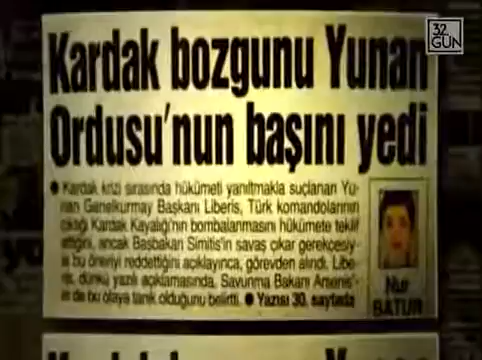 32.
GÜN
Kardak bozgunu Yunan
Ordusu'nun başını yedi
● Kardak krizi sırasında hükümeti yanıltmakla suçlanan Yu-
nan Genelkurmay Başkanı Liberis, Türk komandolarının
çıktığı Kardak Kayalığı'nın bombalanmasını hükümete teklif
ettiğini, ancak Başbakan Simitis'in savaş çıkar gerekçesiy-
bu öneriyi reddettiğini açıklayınca, görevden alındı. Libe-
dünkü yazılı açıklamasında, Savunma Bakanı Arsenis'
de bu olaya tanık olduğunu belirtti. ● Yazısı 30. sayfada
Nur
BATUR